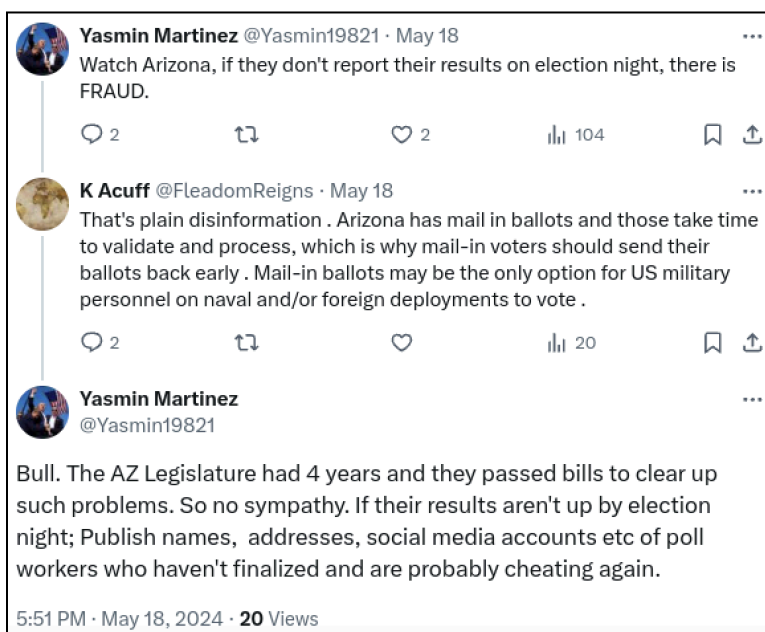 Yasmin Martinez @Yasmin19821 · May 18
Watch Arizona, if they don't report their results on election night, there is
FRAUD.
2 2 104
K Acuff @FleadomReigns · May 18
That's plain disinformation . Arizona has mail in ballots and those take time
to validate and process, which is why mail-in voters should send their
ballots back early . Mail-in ballots may be the only option for US military
personnel on naval and/or foreign deployments to vote .
2 20
Yasmin Martinez
@Yasmin19821
Bull. The AZ Legislature had 4 years and they passed bills to clear up
such problems. So no sympathy. If their results aren't up by election
night; Publish names,  addresses, social media accounts etc of poll
workers who haven't finalized and are probably cheating again.
5:51 PM · May 18, 2024 · 20 Views